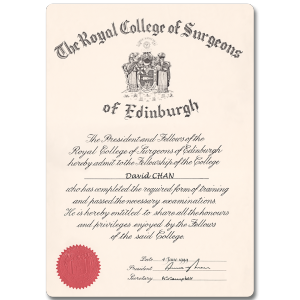 The Royal College of Surgeons
of Edinburgh
The President and Fellows of the
Royal College of Surgeons of Edinburgh
hereby admit to the Fellowship of the College
David CHAN
who has completed the required form of training
and passed the necessary examinations.
He is hereby entitled to share all the honours
and privileges enjoyed by the Fellows
of the said College.
Date
President
Secretary